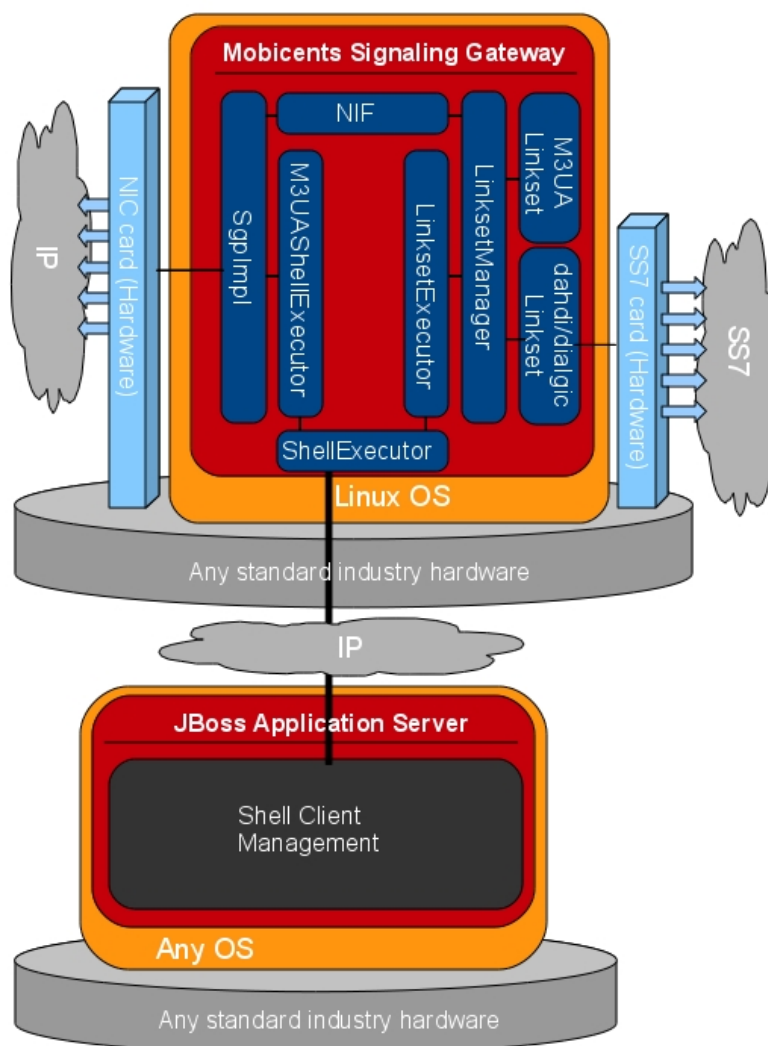 Mobicents Signaling Gateway
NIF
SgpImpl
M3UAShellExecutor
LinksetExecutor
LinksetManager
M3UA
Linkset
dahdi/dialgic
Linkset
ShellExecutor
Linux OS
IP
NIC card (Hardware)
SS7 card (Hardware)
SS7
Any standard industry hardware
IP
JBoss Application Server
Shell Client
Management
Any OS
Any standard industry hardware